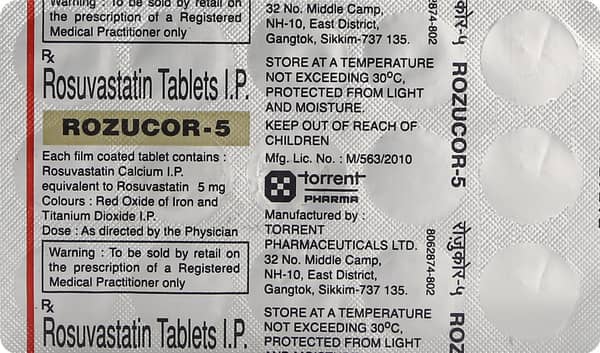 Warning : To be sold by retail on
the prescription of a Registered
Medical Practitioner only
Rx
Rosuvastatin Tablets I.P.
ROZUCOR-5
Each film coated tablet contains :
Rosuvastatin Calcium I.P.
equivalent to Rosuvastatin 5 mg
Colours : Red Oxide of Iron and
Titanium Dioxide I.P.
Dose : As directed by the Physician
Warning : To be sold by retail on
the prescription of a Registered
Medical Practitioner only
Rx
Rosuvastatin Tablets I.P.
32 No. Middle Camp,
NH-10, East District,
Gangtok, Sikkim-737 135.
STORE AT A TEMPERATURE
NOT EXCEEDING 30⁰C,
PROTECTED FROM LIGHT
AND MOISTURE.
KEEP OUT OF REACH OF
CHILDREN
Mfg. Lic. No. : M/563/2010
torrent
PHARMA
Manufactured by :
TORRENT
PHARMACEUTICALS LTD.
32 No. Middle Camp,
NH-10, East District,
Gangtok, Sikkim-737 135.
STORE AT A TEMPERATURE
NOT EXCEEDING 30⁰C,
PROTECTED FROM LIGHT
2874-802
8062874-802
कोर-५
ROZUCOR-5
रोज़ुकोर-५
ROZ